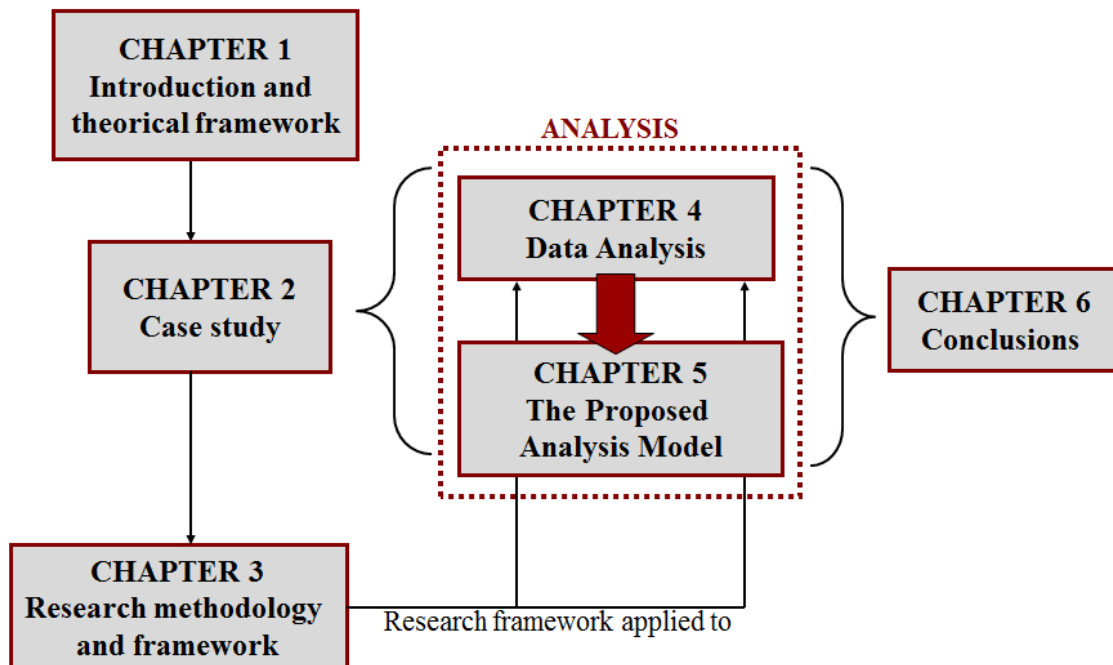 CHAPTER 1
Introduction and
theorical framework
CHAPTER 2
Case study
CHAPTER 3
Research methodology
and framework
Research framework applied to
ANALYSIS
CHAPTER 4
Data Analysis
CHAPTER 5
The Proposed
Analysis Model
CHAPTER 6
Conclusions